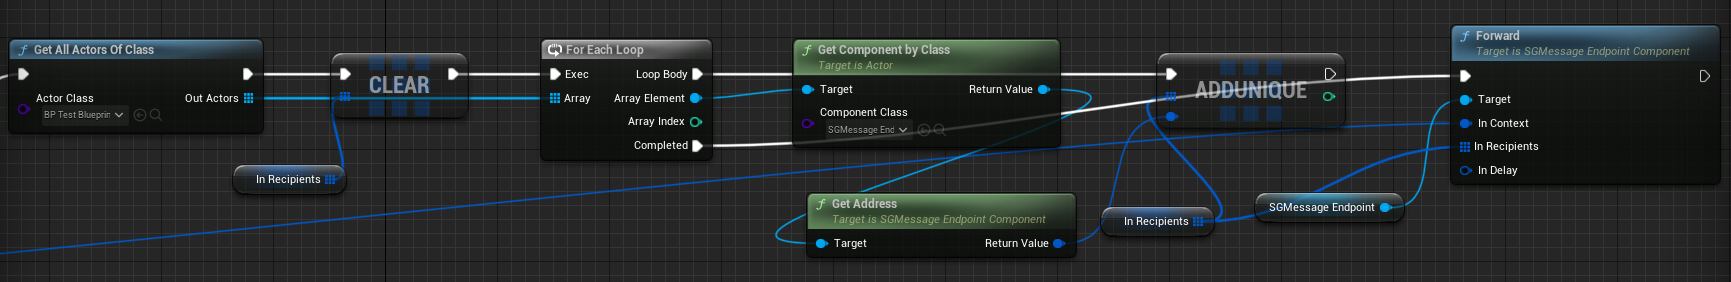 Get All Actors Of Class
Actor Class
BP Test Blueprin
Out Actors
CLEAR
In Recipients
For Each Loop
Exec
Loop Body
Array
Array Element
Array Index
Completed
Get Component by Class
Target is Actor
Target
Return Value
Component Class
SGMessage End
Get Address
Target is SGMessage Endpoint Component
Target
Return Value
ADDUNIQUE
In Recipients
SGMessage Endpoint
Forward
Target is SGMessage Endpoint Component
Target
In Context
In Recipients
In Delay